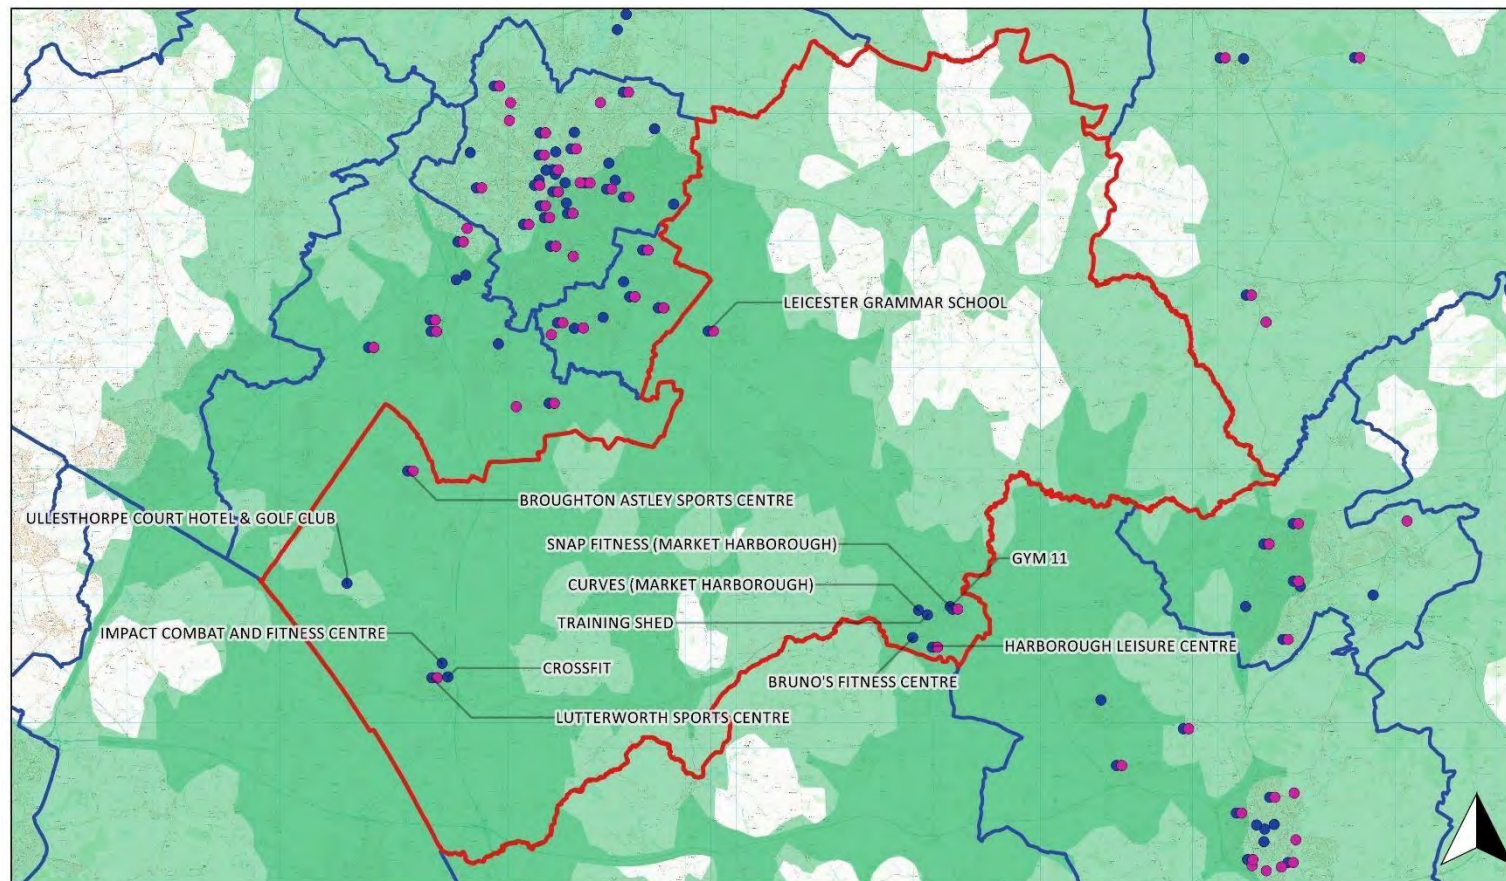 LEICESTER GRAMMAR SCHOOL
BROUGHTON ASTLEY SPORTS CENTRE
ULLESTHORPE COURT HOTEL & GOLF CLUB
SNAP FITNESS (MARKET HARBOROUGH)
GYM 11
CURVES (MARKET HARBOROUGH)
TRAINING SHED
IMPACT COMBAT AND FITNESS CENTRE
HARBOROUGH LEISURE CENTRE
CROSSFIT
BRUNO'S FITNESS CENTRE
LUTTERWORTH SPORTS CENTRE